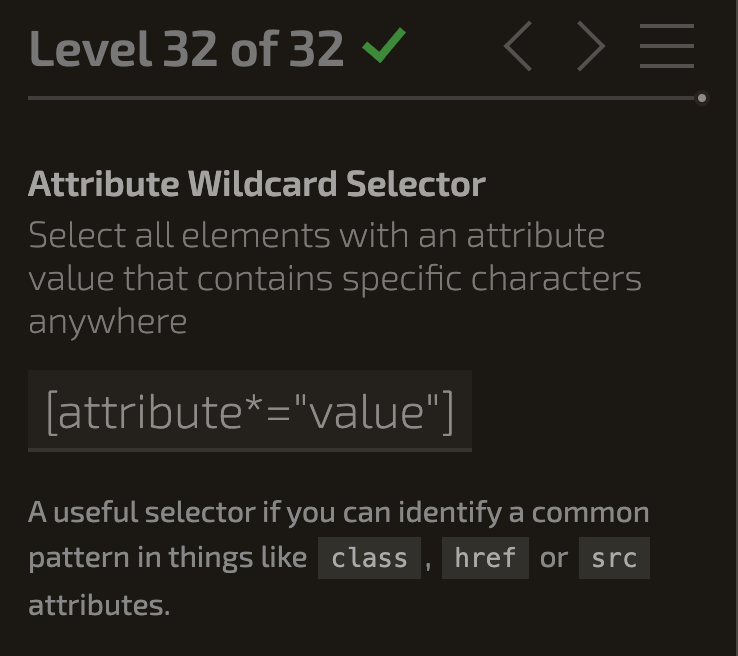 Level 32 of 32
Attribute Wildcard Selector
Select all elements with an attribute
value that contains specific characters
anywhere
[attribute*="value"]
A useful selector if you can identify a common
pattern in things like class, href or src
attributes.